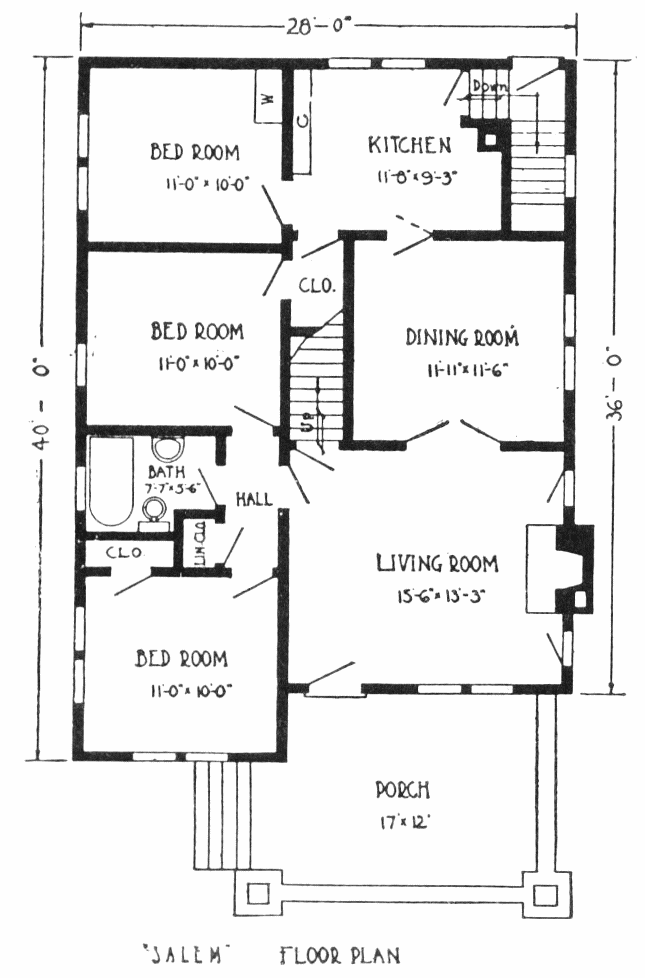 28'-0"
W
C
Down
BED ROOM
11'-0" x 10'-0"
KITCHEN
11'-8" x 9'-3"
CLO.
BED ROOM
11'-0" x 10'-0"
DINING ROOM
11'-11" x 11'-6"
40'-0"
36'-0"
UP
BATH
7'-7" x 5'-6"
HALL
LIN. CLO.
CLO.
LIVING ROOM
15'-6" x 13'-3"
BED ROOM
11'-0" x 10'-0"
PORCH
17' x 12'
"SALEM" FLOOR PLAN